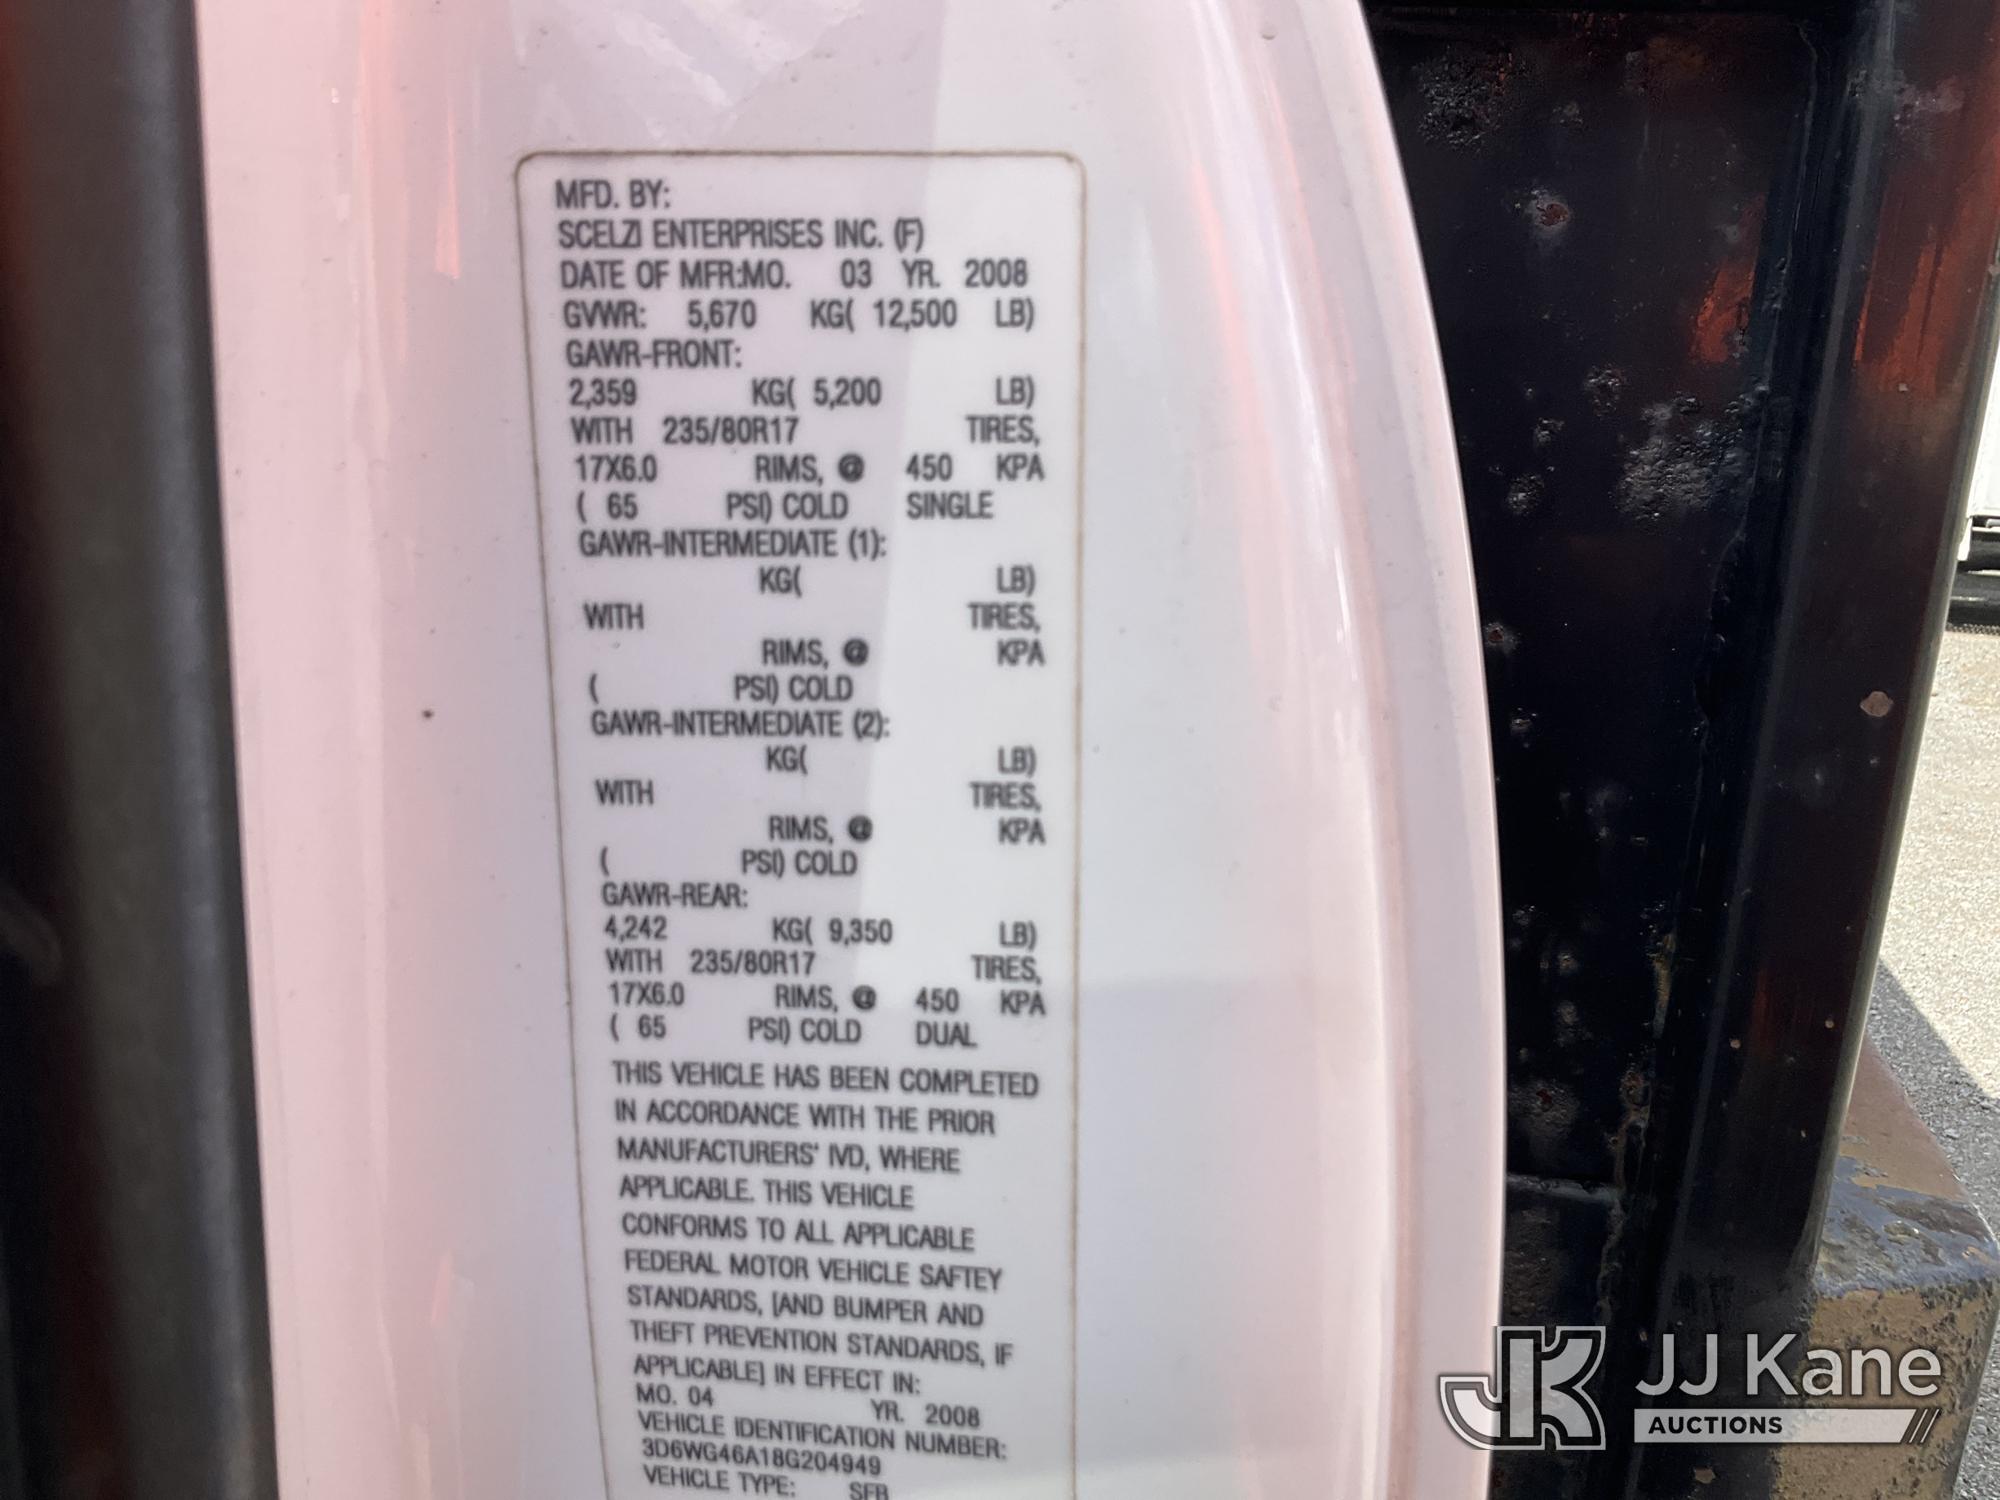 MFD. BY:
SCELZI ENTERPRISES INC. (F)
DATE OF MFR:MO. 03 YR. 2008
GVWR: 5,670 KG( 12,500 LB)
GAWR-FRONT:
2,359 KG( 5,200 LB)
WITH 235/80R17 TIRES,
17X6.0 RIMS, @ 450 KPA
( 65 PSI) COLD SINGLE
GAWR-INTERMEDIATE (1):
KG( LB)
WITH TIRES,
RIMS, @ KPA
( PSI) COLD
GAWR-INTERMEDIATE (2):
KG( LB)
WITH TIRES,
RIMS, @ KPA
( PSI) COLD
GAWR-REAR:
4,242 KG( 9,350 LB)
WITH 235/80R17 TIRES,
17X6.0 RIMS, @ 450 KPA
( 65 PSI) COLD DUAL
THIS VEHICLE HAS BEEN COMPLETED
IN ACCORDANCE WITH THE PRIOR
MANUFACTURERS' IVD, WHERE
APPLICABLE. THIS VEHICLE
CONFORMS TO ALL APPLICABLE
FEDERAL MOTOR VEHICLE SAFTEY
STANDARDS, [AND BUMPER AND
THEFT PREVENTION STANDARDS, IF
APPLICABLE] IN EFFECT IN:
MO. 04 YR. 2008
VEHICLE IDENTIFICATION NUMBER:
3D6WG46A18G204949
VEHICLE TYPE: SFB
JK JJ Kane
AUCTIONS